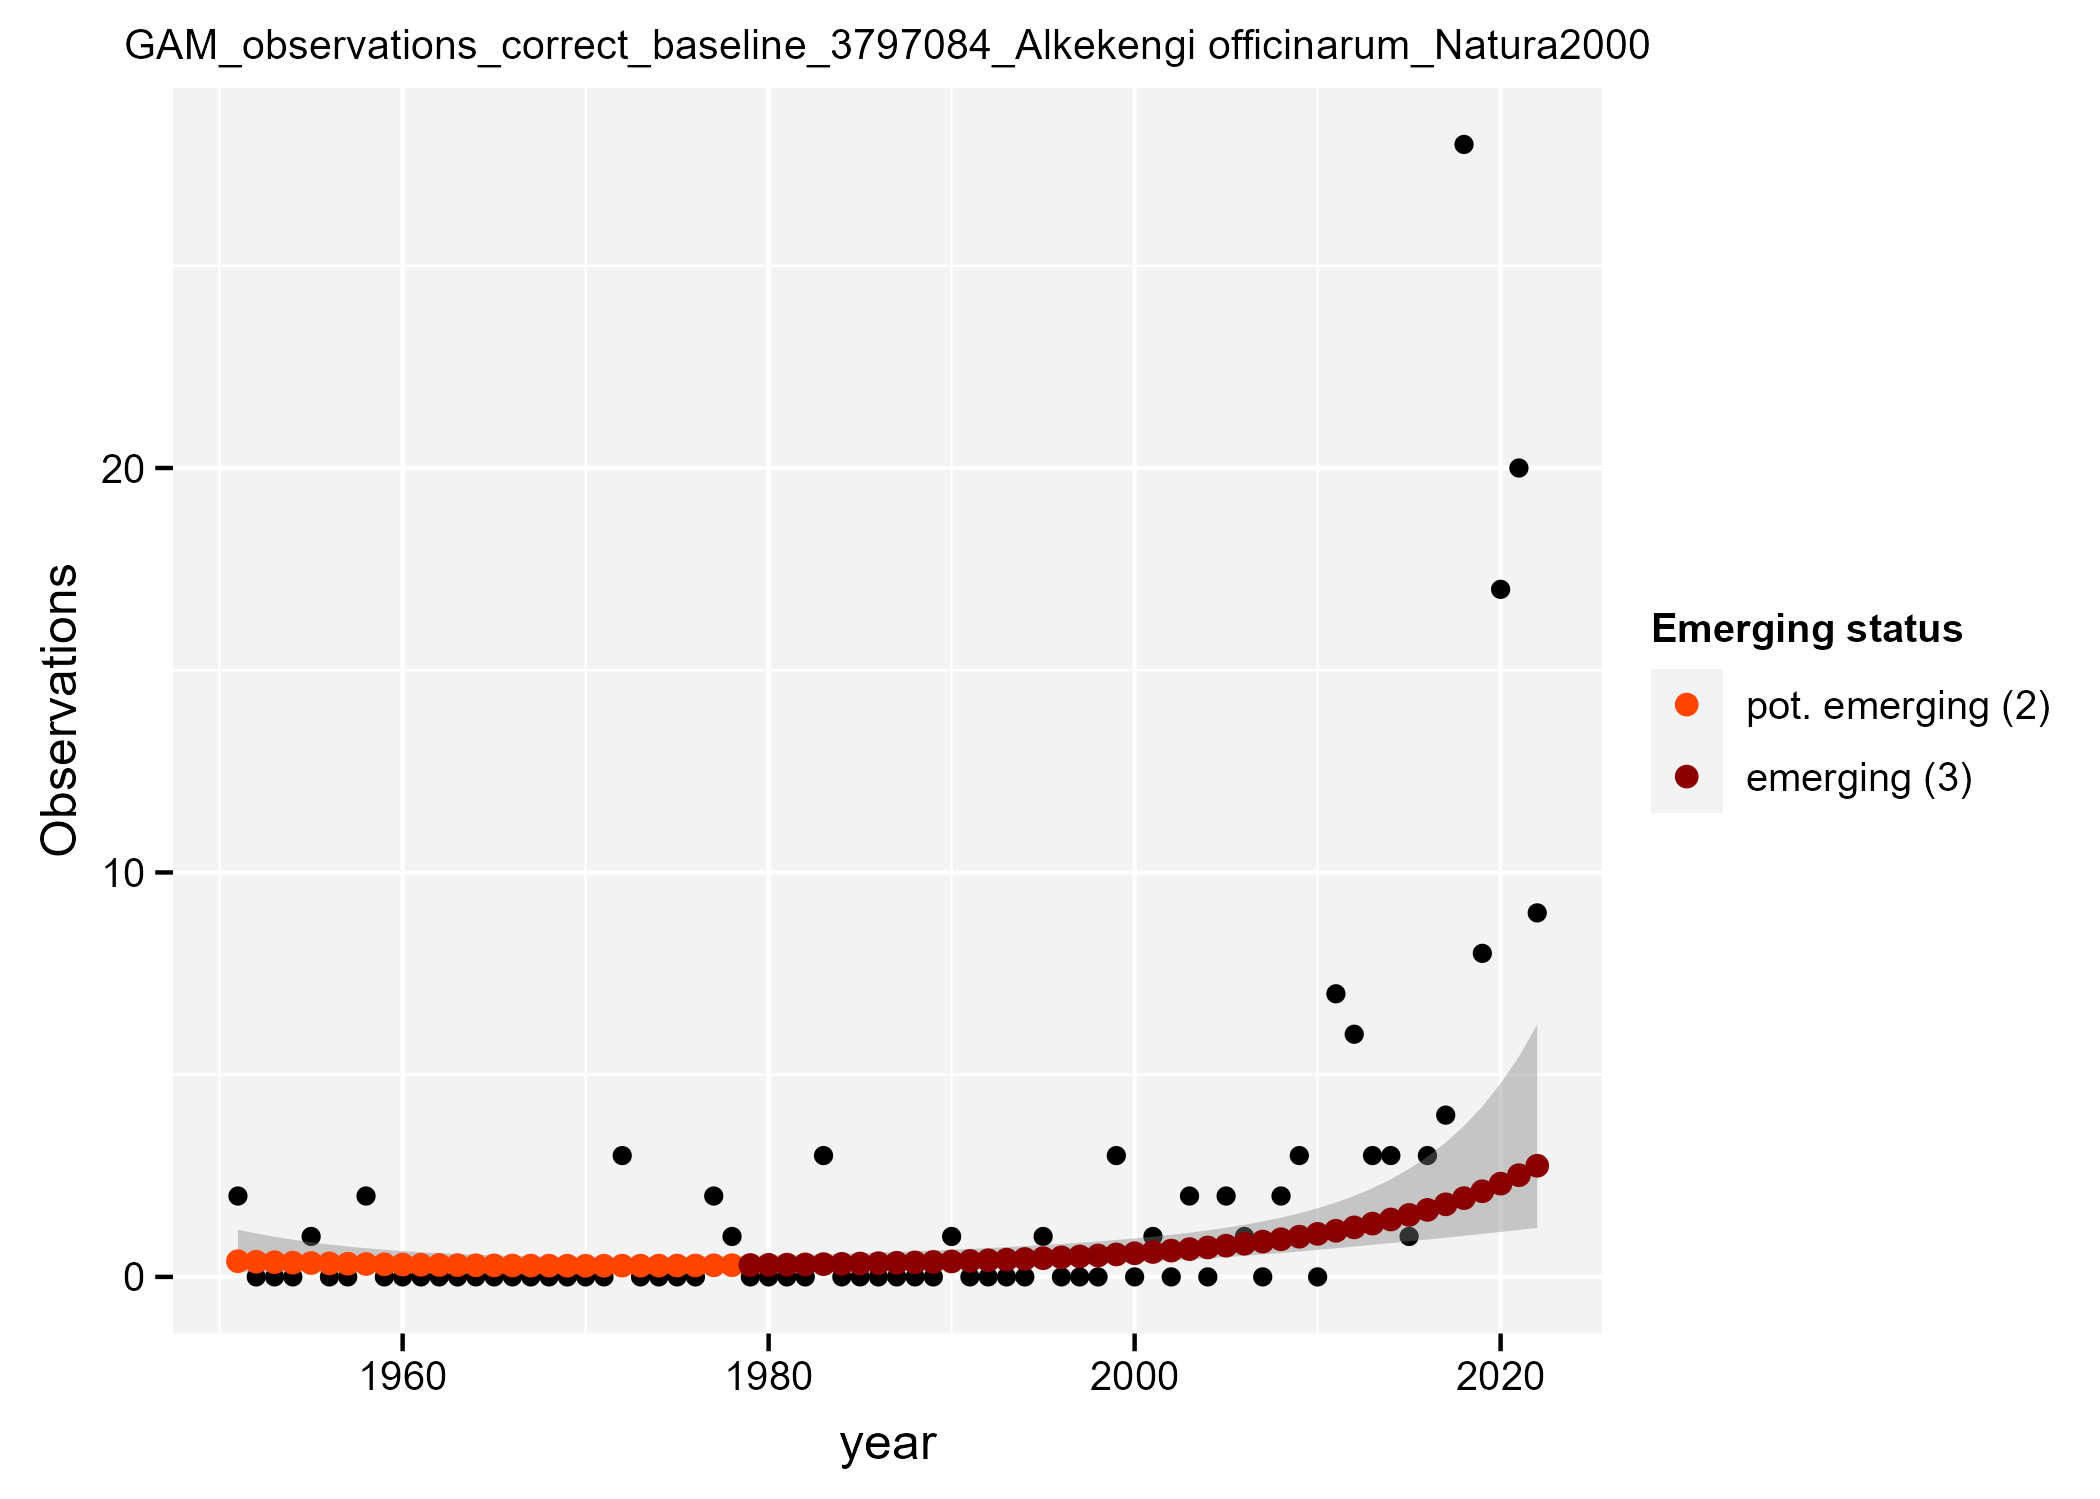 GAM_observations_correct_baseline_3797084_Alkekengi officinarum_Natura2000
Observations
20
10
0
1960
1980
2000
2020
year
Emerging status
pot. emerging (2)
emerging (3)